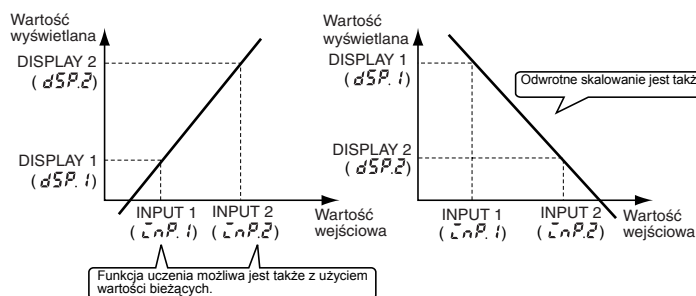 Wartość
wyświetlana
DISPLAY 2
(dSP.2)
DISPLAY 1
(dSP.1)
INPUT 1
(inP.1)
INPUT 2
(inP.2)
Wartość
wejściowa
Funkcja uczenia możliwa jest także z użyciem
wartości bieżących.
Wartość
wyświetlana
DISPLAY 1
(dSP.1)
Odwrotne skalowanie jest takż
DISPLAY 2
(dSP.2)
INPUT 1
(inP.1)
INPUT 2
(inP.2)
Wartość
wejściowa